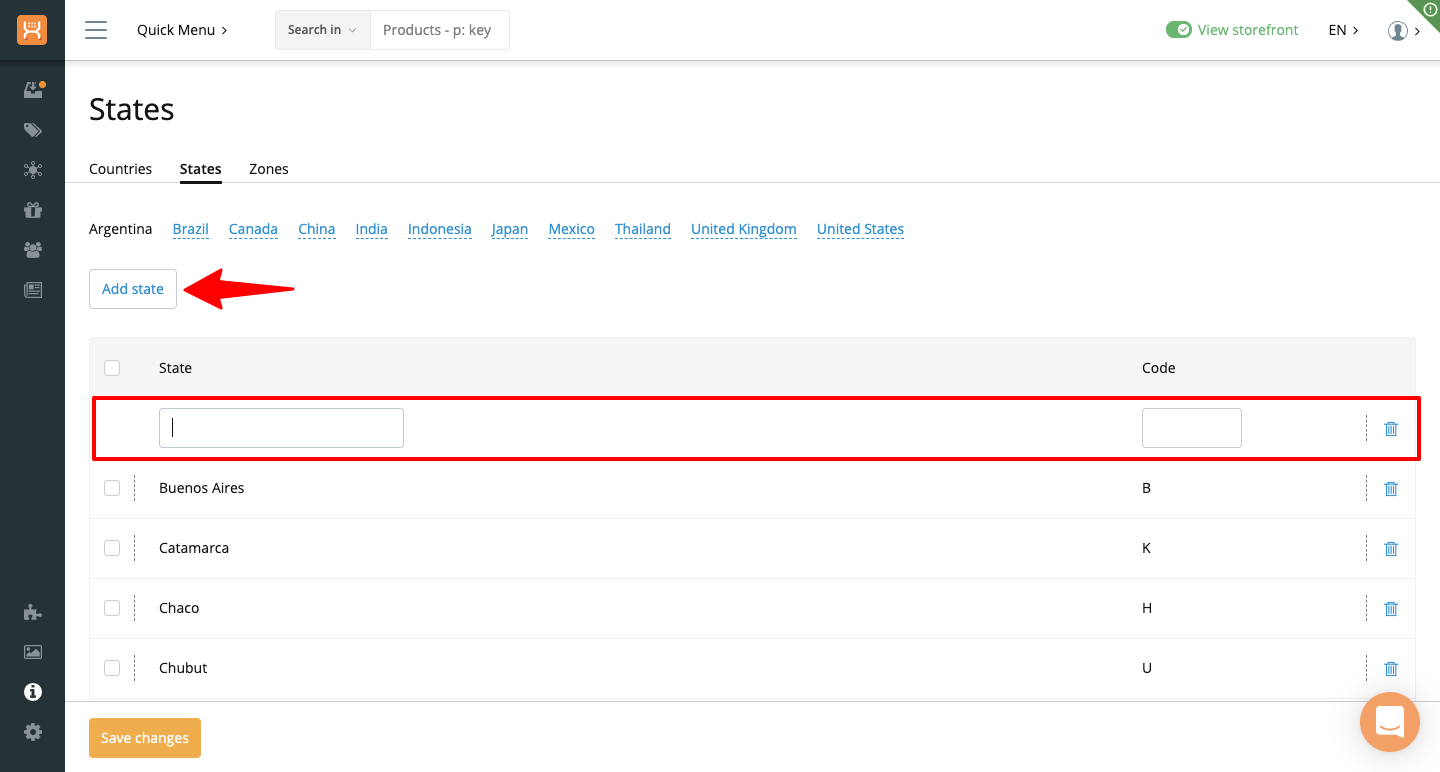 Quick Menu
Search in
Products - p: key
View storefront
EN
States
Countries States Zones
Argentina Brazil Canada China India Indonesia Japan Mexico Thailand United Kingdom United States
Add state
State Code
Buenos Aires B
Catamarca K
Chaco H
Chubut U
Save changes